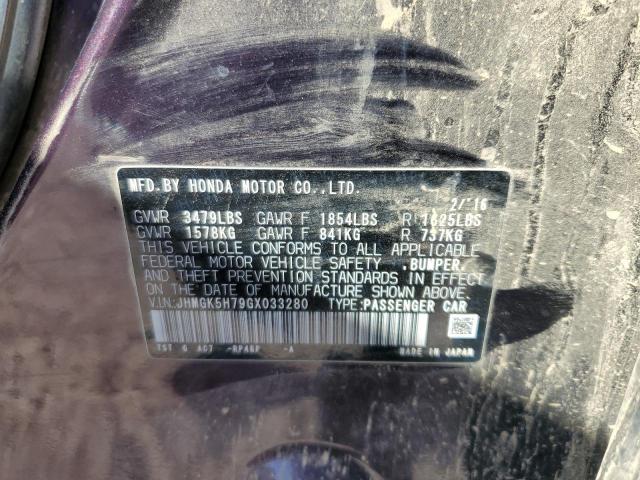 MFD.BY HONDA MOTOR CO.,LTD.
2/'16
GVWR 3479LBS GAWR F 1854LBS R 1625LBS
GVWR 1578KG GAWR F 841KG R 737KG
THIS VEHICLE CONFORMS TO ALL APPLICABLE
FEDERAL MOTOR VEHICLE SAFETY ,BUMPER,
AND THEFT PREVENTION STANDARDS IN EFFECT
ON THE DATE OF MANUFACTURE SHOWN ABOVE.
V.I.N:JHMGK5H79GX033280 TYPE:PASSENGER CAR
-A MADE IN JAPAN